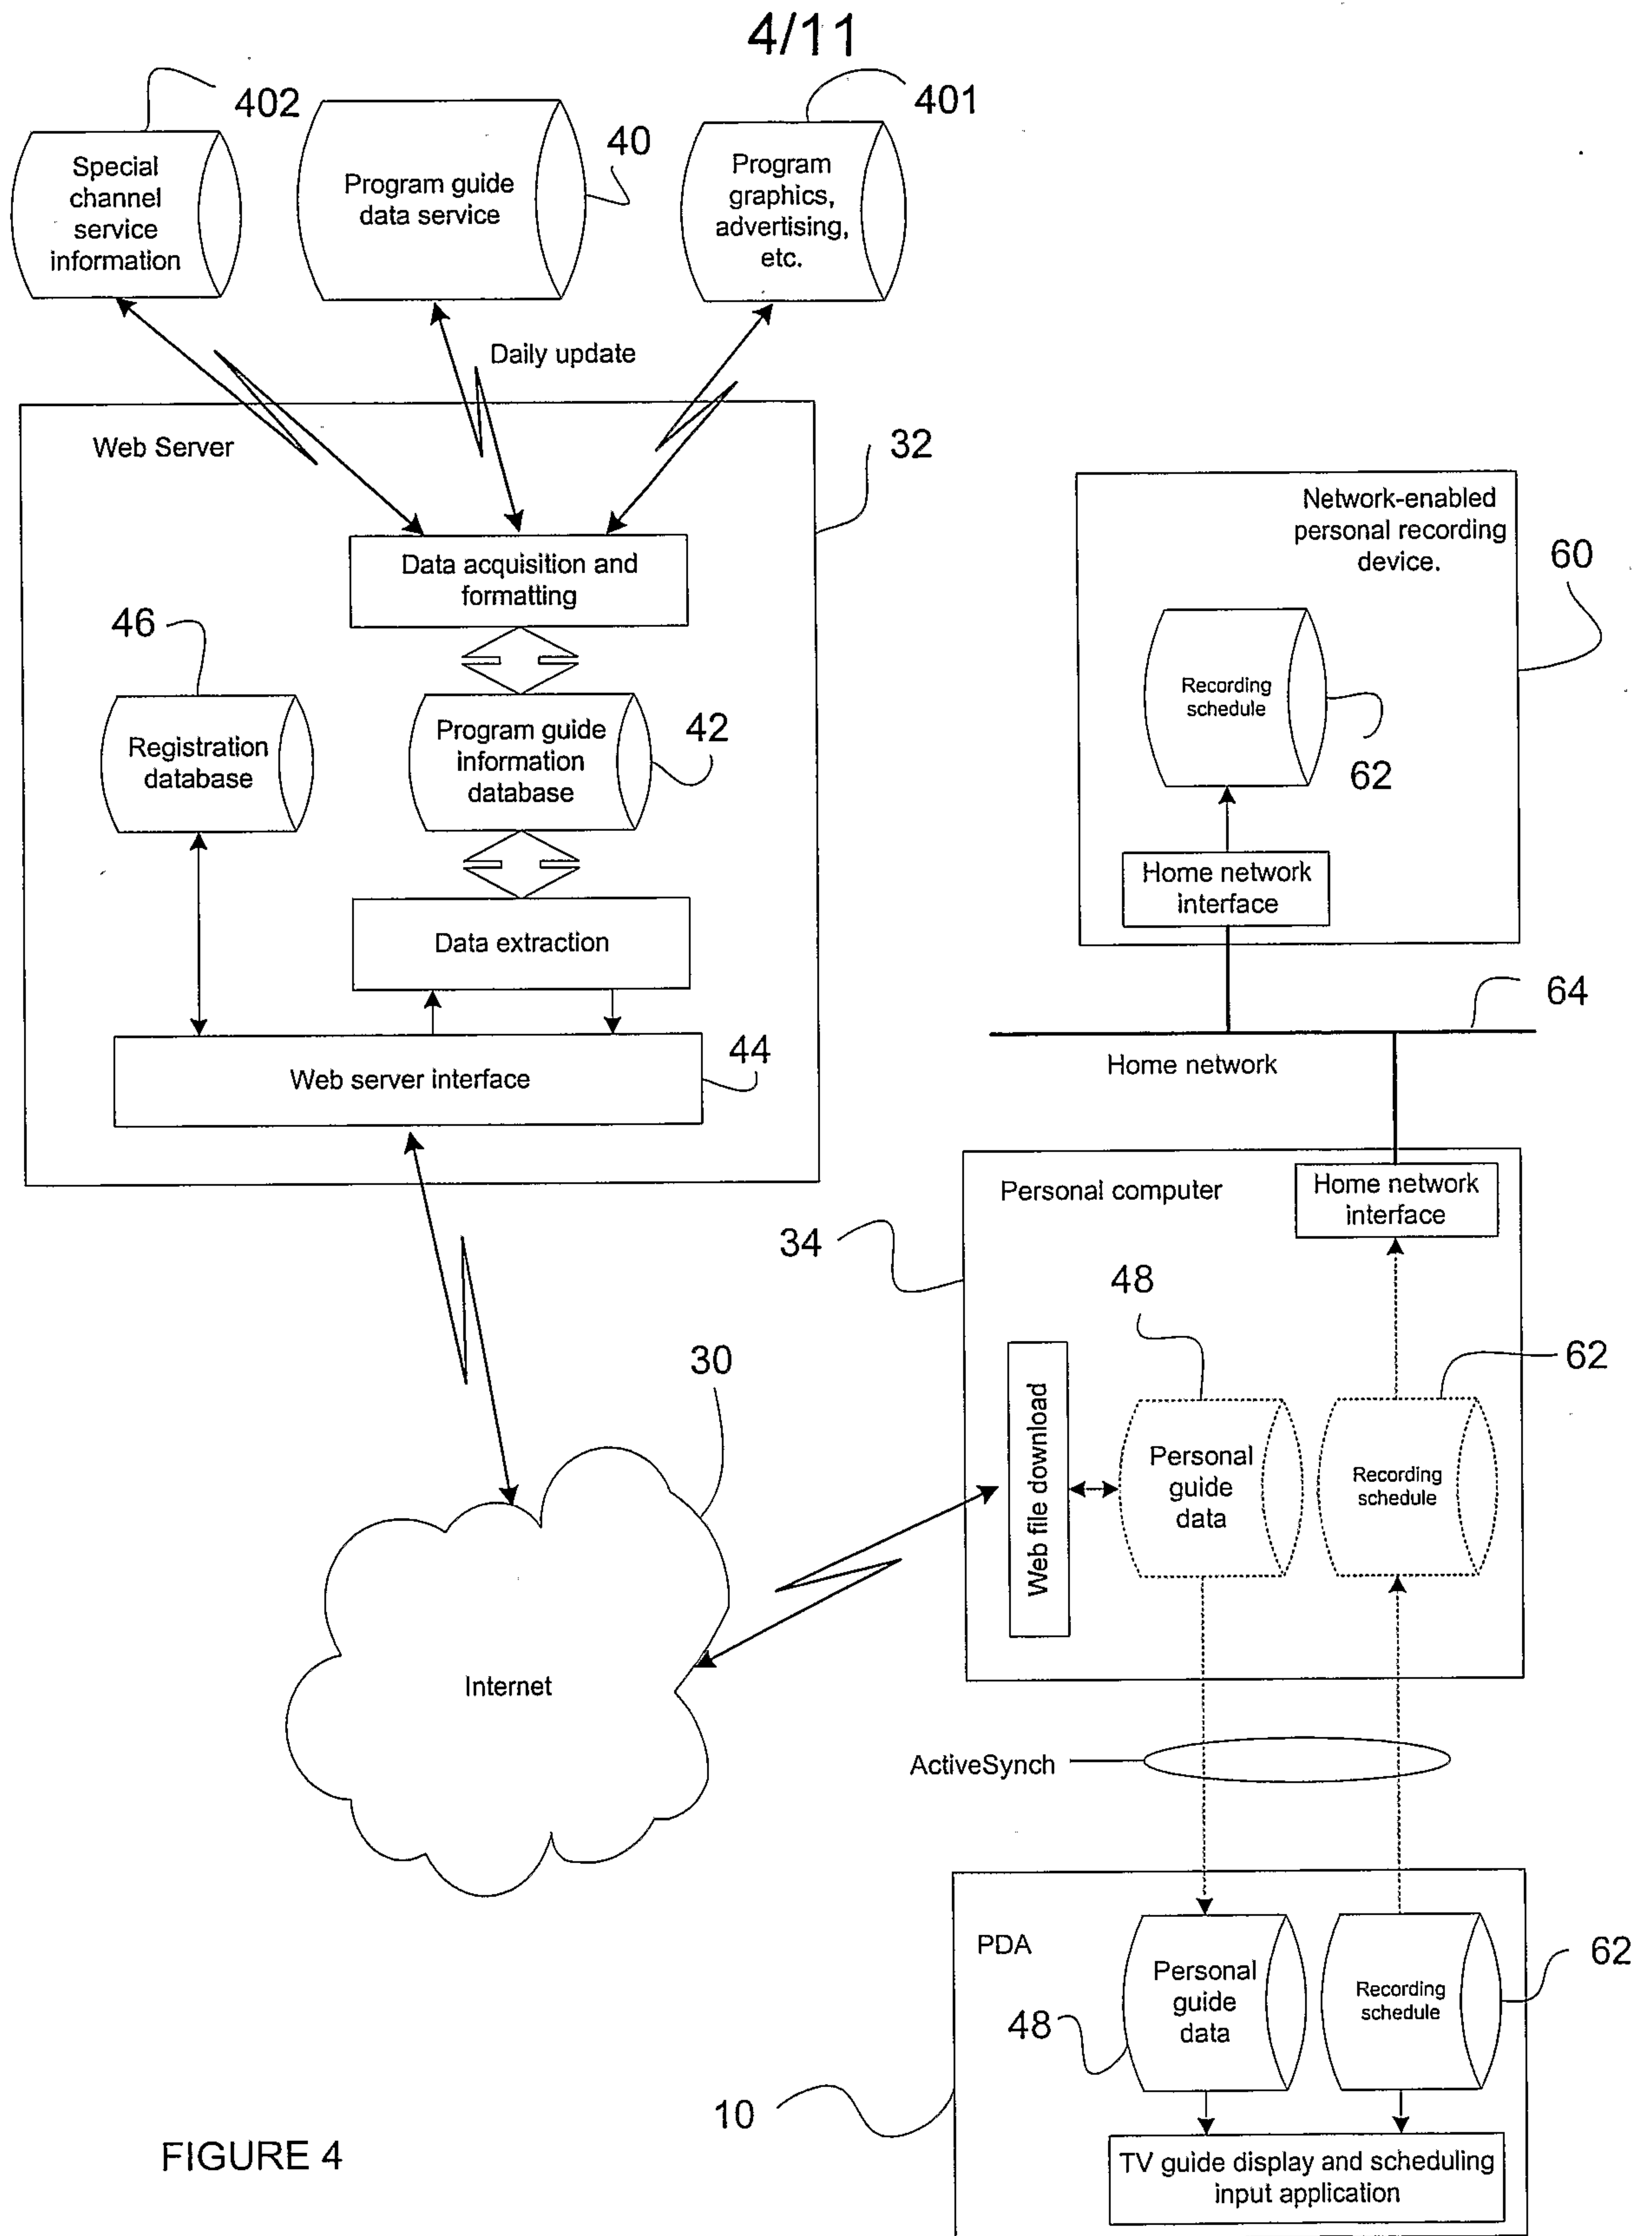 4/11
402
Special
channel
service
information
Program guide
data service
40
401
Program
graphics,
advertising,
etc.
Daily update
Web Server
32
Data acquisition and
formatting
46
Registration
database
Program guide
information
database
42
Data extraction
Web server interface
44
Network-enabled
personal recording
device.
60
Recording
schedule
62
Home network
interface
64
Home network
Personal computer
Home network
interface
34
48
62
Web file download
Personal
guide
data
Recording
schedule
30
Internet
ActiveSynch
PDA
Personal
guide
data
48
Recording
schedule
62
10
TV guide display and scheduling
input application
FIGURE 4